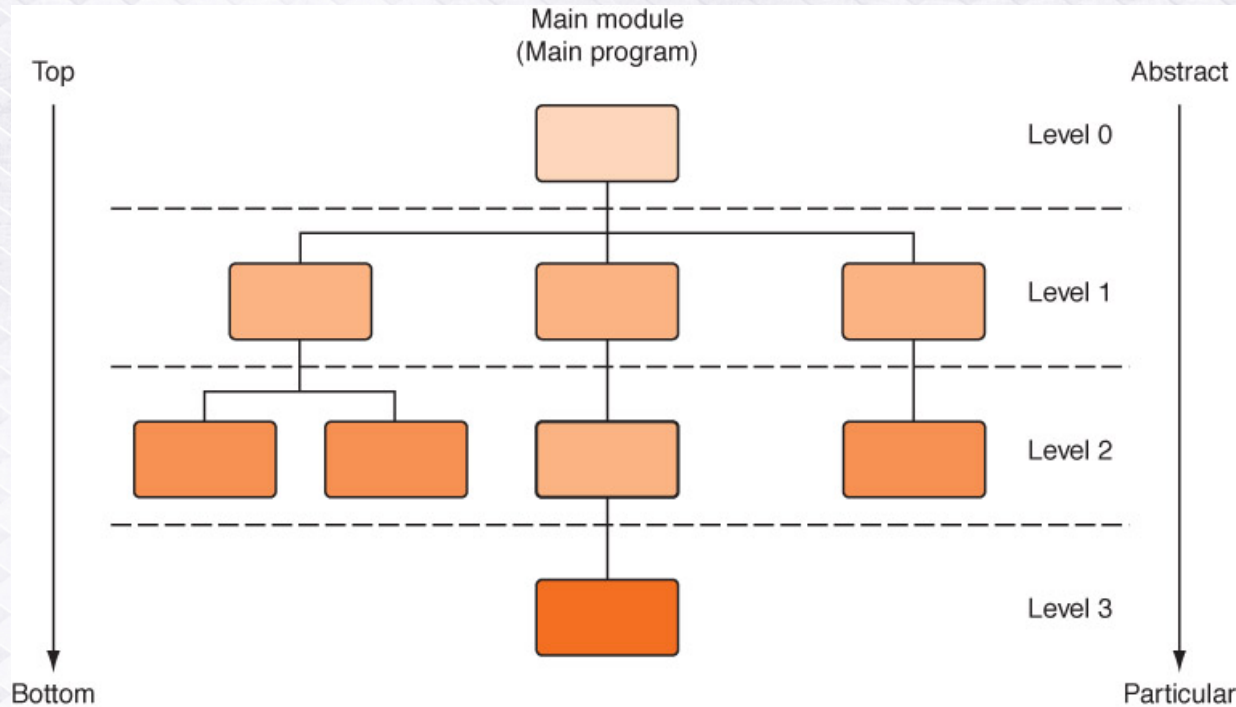 Main module
(Main program)
Top
Abstract
Level 0
Level 1
Level 2
Level 3
Bottom
Particular